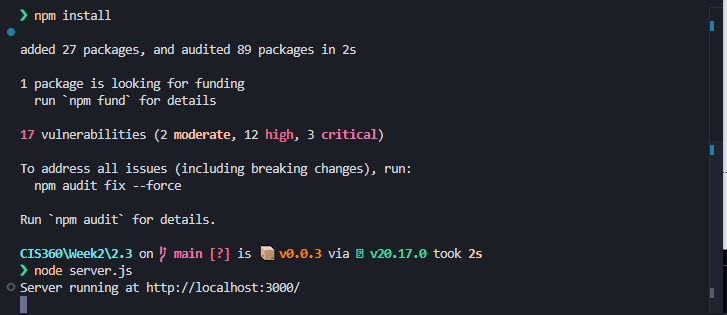 ❯ npm install
added 27 packages, and audited 89 packages in 2s
1 package is looking for funding
run `npm fund` for details
17 vulnerabilities (2 moderate, 12 high, 3 critical)
To address all issues (including breaking changes), run:
npm audit fix --force
Run `npm audit` for details.
CIS360\Week2\2.3 on main [?] is 📦 v0.0.3 via v20.17.0 took 2s
❯ node server.js
Server running at http://localhost:3000/